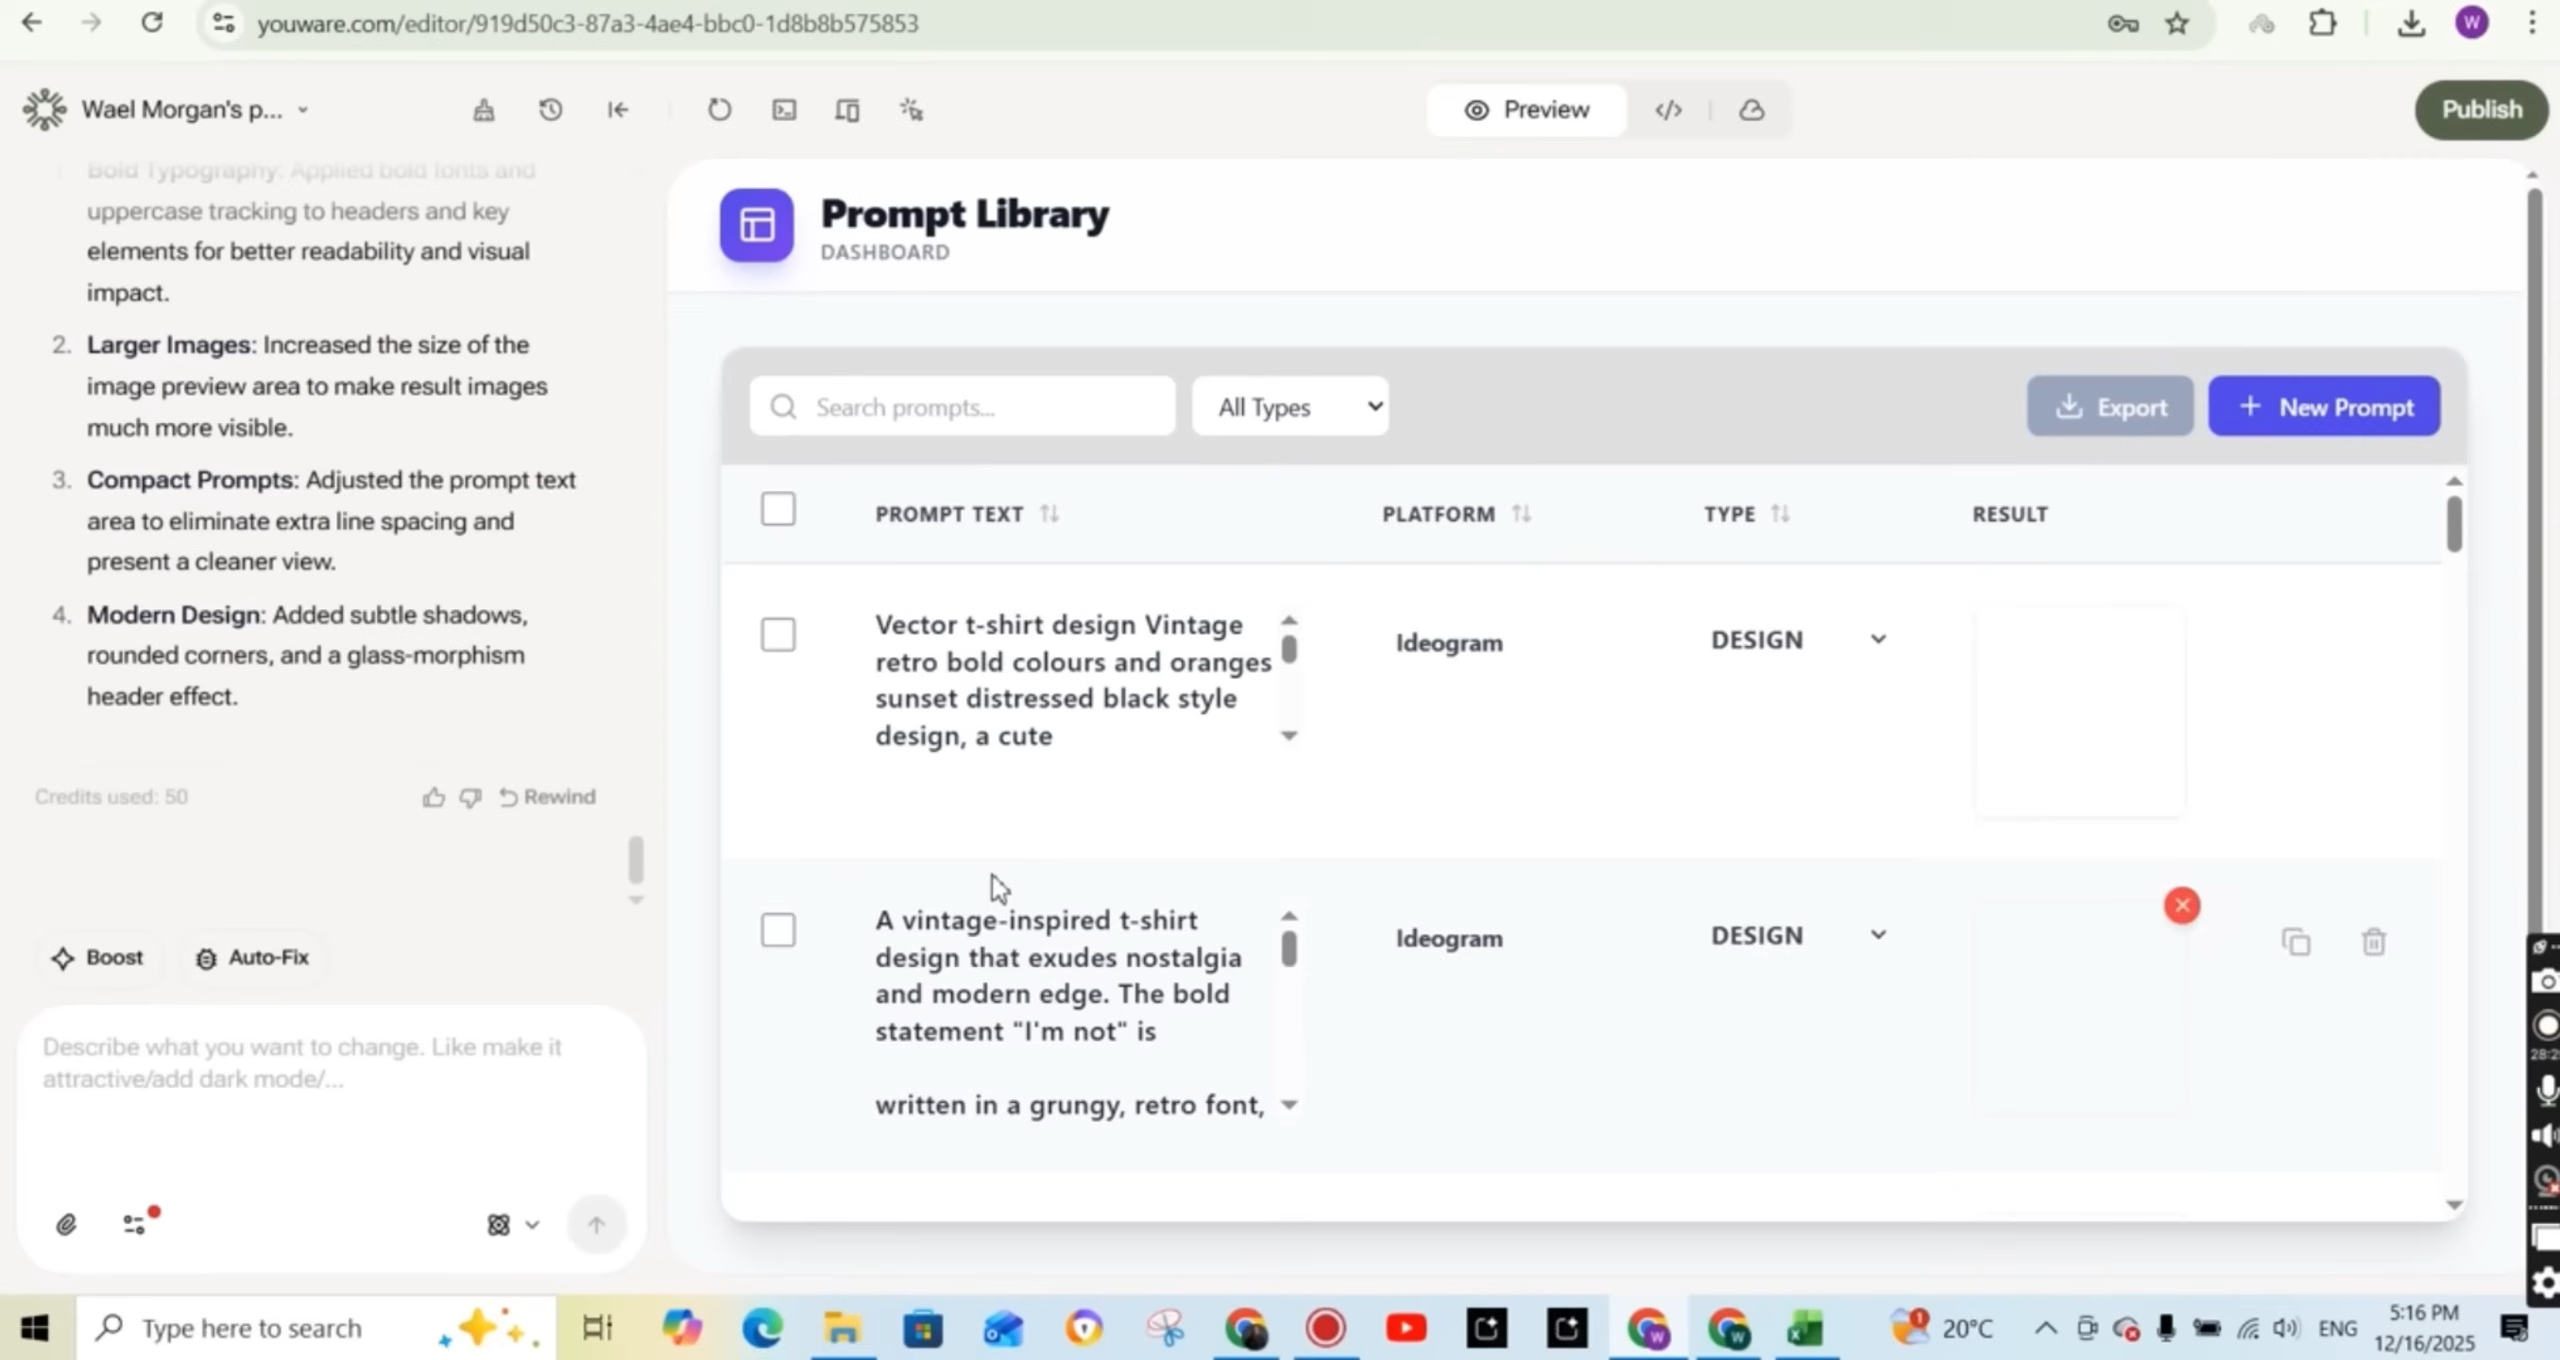 youware.com/editor/919d50c3-87a3-4ae4-bbc0-1d8b8b575853
W
Wael Morgan's p...
Preview
Publish
Bold Typography: Applied bold fonts and
uppercase tracking to headers and key
elements for better readability and visual
impact.
2. Larger Images: Increased the size of the
image preview area to make result images
much more visible.
3. Compact Prompts: Adjusted the prompt text
area to eliminate extra line spacing and
present a cleaner view.
4. Modern Design: Added subtle shadows,
rounded corners, and a glass-morphism
header effect.
Credits used: 50
Rewind
Boost
Auto-Fix
Describe what you want to change. Like make it
attractive/add dark mode/...
Prompt Library
DASHBOARD
Search prompts...
All Types
Export
+ New Prompt
PROMPT TEXT
PLATFORM
TYPE
RESULT
Vector t-shirt design Vintage
retro bold colours and oranges
sunset distressed black style
design, a cute
Ideogram
DESIGN
A vintage-inspired t-shirt
design that exudes nostalgia
and modern edge. The bold
statement "I'm not" is
written in a grungy, retro font,
Ideogram
DESIGN
Type here to search
20°C
ENG
5:16 PM
12/16/2025